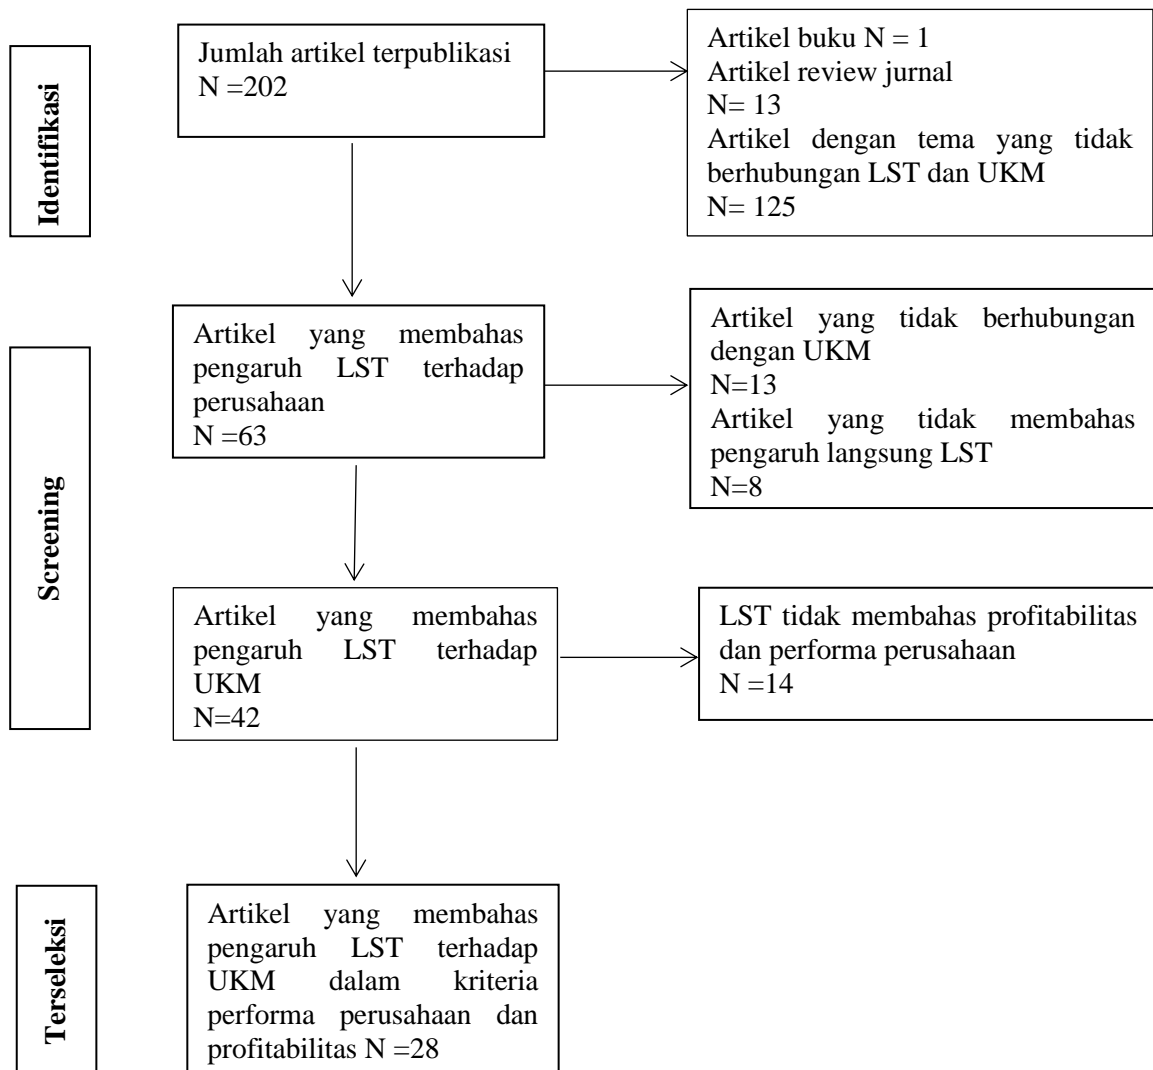 Identifikasi
Jumlah artikel terpublikasi
N =202
Artikel buku N = 1
Artikel review jurnal
N= 13
Artikel dengan tema yang tidak
berhubungan LST dan UKM
N= 125
Screening
Artikel yang membahas
pengaruh LST terhadap
perusahaan
N =63
Artikel yang tidak berhubungan
dengan UKM
N=13
Artikel yang tidak membahas
pengaruh langsung LST
N=8
Artikel yang membahas
pengaruh LST terhadap
UKM
N=42
LST tidak membahas profitabilitas
dan performa perusahaan
N =14
Terseleksi
Artikel yang membahas
pengaruh LST terhadap
UKM dalam kriteria
performa perusahaan dan
profitabilitas N =28